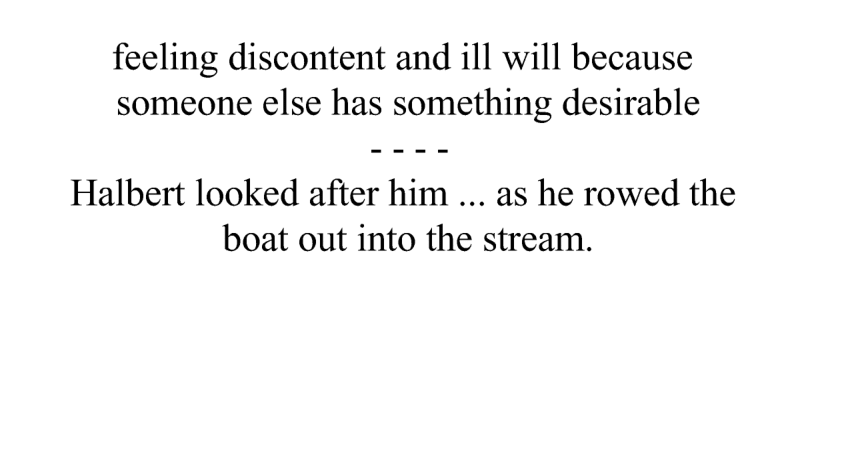 feeling discontent and ill will because
someone else has something desirable
- - - -
Halbert looked after him ... as he rowed the
boat out into the stream.